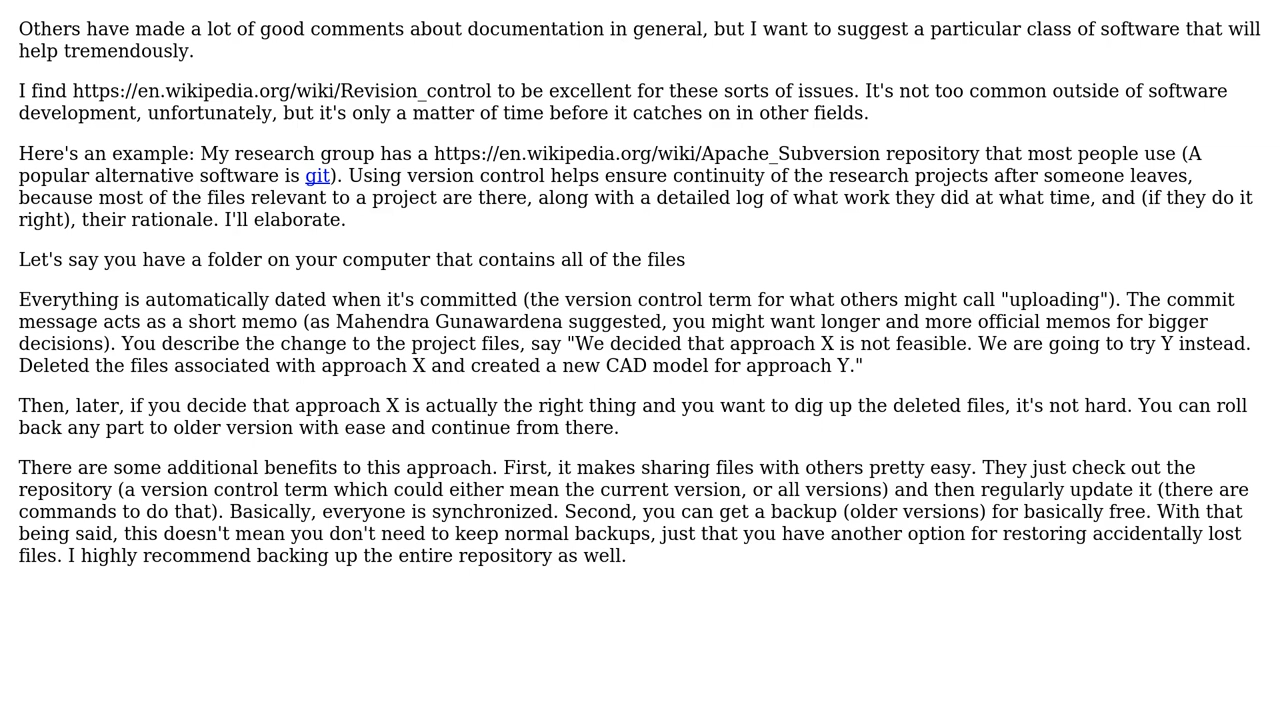 Others have made a lot of good comments about documentation in general, but I want to suggest a particular class of software that will
help tremendously.
I find https://en.wikipedia.org/wiki/Revision_control to be excellent for these sorts of issues. It's not too common outside of software
development, unfortunately, but it's only a matter of time before it catches on in other fields.
Here's an example: My research group has a https://en.wikipedia.org/wiki/Apache_Subversion repository that most people use (A
popular alternative software is git). Using version control helps ensure continuity of the research projects after someone leaves,
because most of the files relevant to a project are there, along with a detailed log of what work they did at what time, and (if they do it
right), their rationale. I'll elaborate.
Let's say you have a folder on your computer that contains all of the files
Everything is automatically dated when it's committed (the version control term for what others might call "uploading"). The commit
message acts as a short memo (as Mahendra Gunawardena suggested, you might want longer and more official memos for bigger
decisions). You describe the change to the project files, say "We decided that approach X is not feasible. We are going to try Y instead.
Deleted the files associated with approach X and created a new CAD model for approach Y."
Then, later, if you decide that approach X is actually the right thing and you want to dig up the deleted files, it's not hard. You can roll
back any part to older version with ease and continue from there.
There are some additional benefits to this approach. First, it makes sharing files with others pretty easy. They just check out the
repository (a version control term which could either mean the current version, or all versions) and then regularly update it (there are
commands to do that). Basically, everyone is synchronized. Second, you can get a backup (older versions) for basically free. With that
being said, this doesn't mean you don't need to keep normal backups, just that you have another option for restoring accidentally lost
files. I highly recommend backing up the entire repository as well.